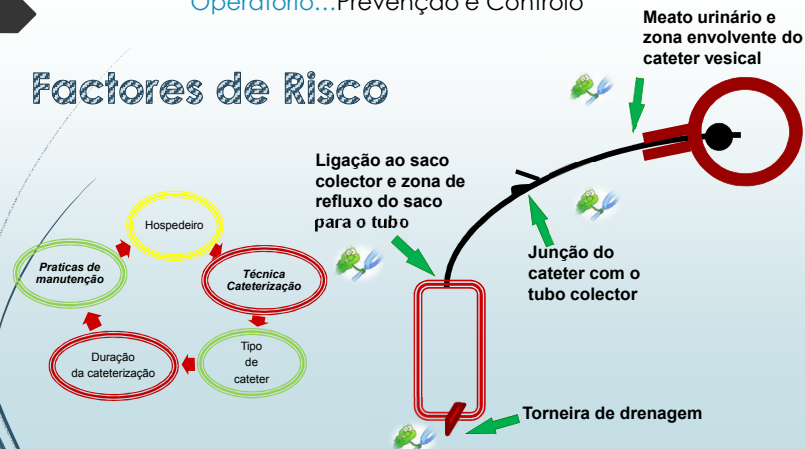 Operatório...Prevenção e Controlo
Factores de Risco
Meato urinário e
zona envolvente do
cateter vesical
Ligação ao saco
colector e zona de
refluxo do saco
para o tubo
Junção do
cateter com o
tubo colector
Torneira de drenagem
Hospedeiro
Técnica
Cateterização
Tipo
de
cateter
Duração
da cateterização
Praticas de
manutenção